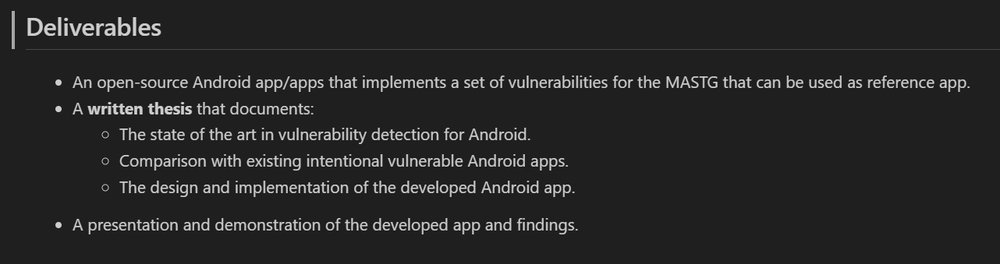 Deliverables
• An open-source Android app/apps that implements a set of vulnerabilities for the MASTG that can be used as reference app.
• A written thesis that documents:
○ The state of the art in vulnerability detection for Android.
○ Comparison with existing intentional vulnerable Android apps.
○ The design and implementation of the developed Android app.
• A presentation and demonstration of the developed app and findings.